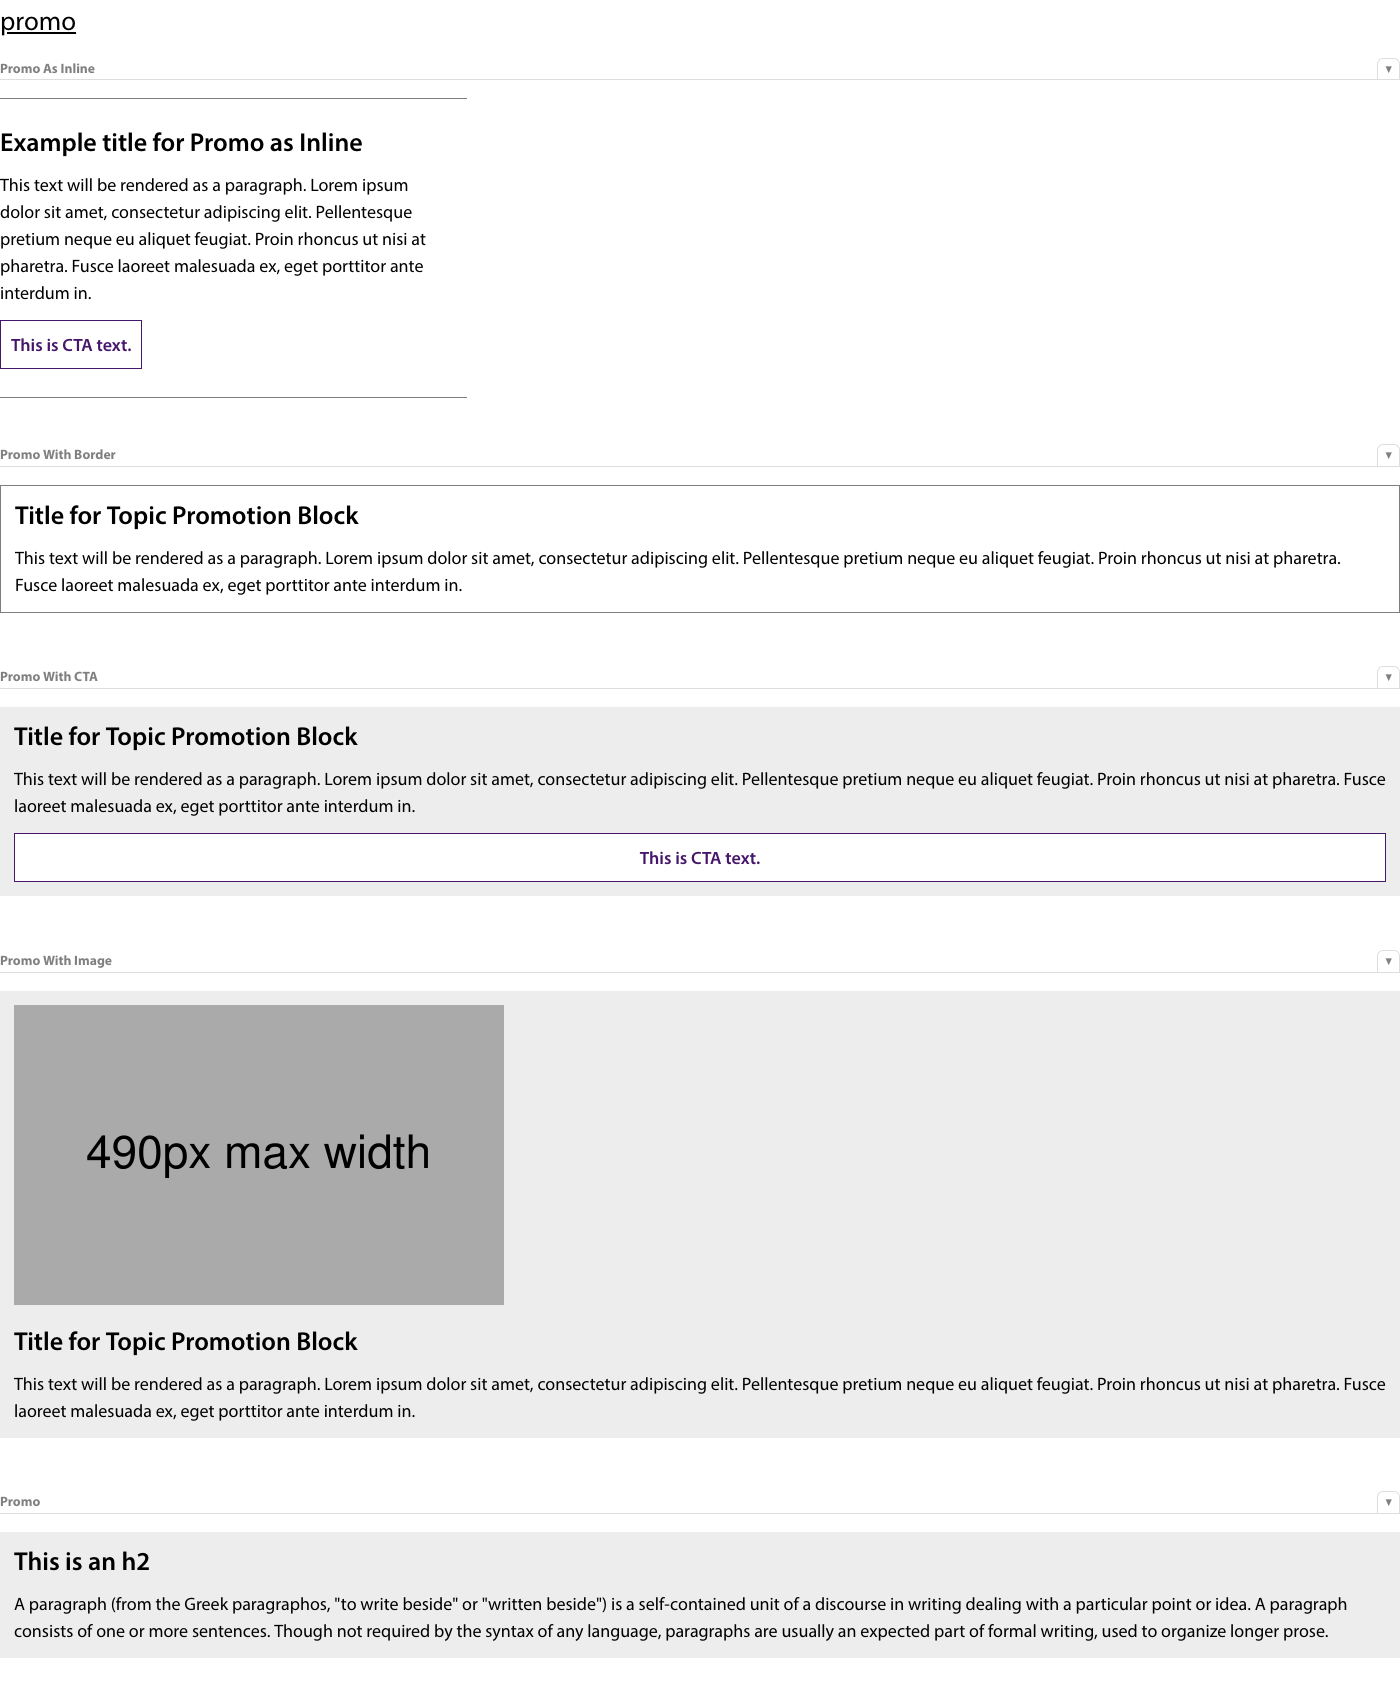 promo
Promo As Inline
▼
Example title for Promo as Inline
This text will be rendered as a paragraph. Lorem ipsum
dolor sit amet, consectetur adipiscing elit. Pellentesque
pretium neque eu aliquet feugiat. Proin rhoncus ut nisi at
pharetra. Fusce laoreet malesuada ex, eget porttitor ante
interdum in.
This is CTA text.
Promo With Border
▼
Title for Topic Promotion Block
This text will be rendered as a paragraph. Lorem ipsum dolor sit amet, consectetur adipiscing elit. Pellentesque pretium neque eu aliquet feugiat. Proin rhoncus ut nisi at pharetra.
Fusce laoreet malesuada ex, eget porttitor ante interdum in.
Promo With CTA
▼
Title for Topic Promotion Block
This text will be rendered as a paragraph. Lorem ipsum dolor sit amet, consectetur adipiscing elit. Pellentesque pretium neque eu aliquet feugiat. Proin rhoncus ut nisi at pharetra. Fusce
laoreet malesuada ex, eget porttitor ante interdum in.
This is CTA text.
Promo With Image
▼
490px max width
Title for Topic Promotion Block
This text will be rendered as a paragraph. Lorem ipsum dolor sit amet, consectetur adipiscing elit. Pellentesque pretium neque eu aliquet feugiat. Proin rhoncus ut nisi at pharetra. Fusce
laoreet malesuada ex, eget porttitor ante interdum in.
Promo
▼
This is an h2
A paragraph (from the Greek paragraphos, "to write beside" or "written beside") is a self-contained unit of a discourse in writing dealing with a particular point or idea. A paragraph
consists of one or more sentences. Though not required by the syntax of any language, paragraphs are usually an expected part of formal writing, used to organize longer prose.